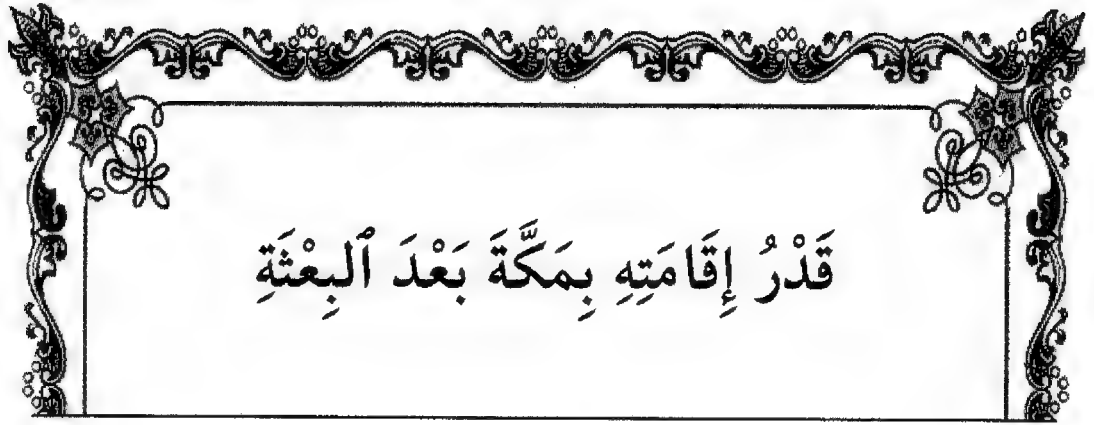 قَدْرُ إِقَامَتِهِ بِمَكَّةَ بَعْدَ ٱلبِعْثَةِ